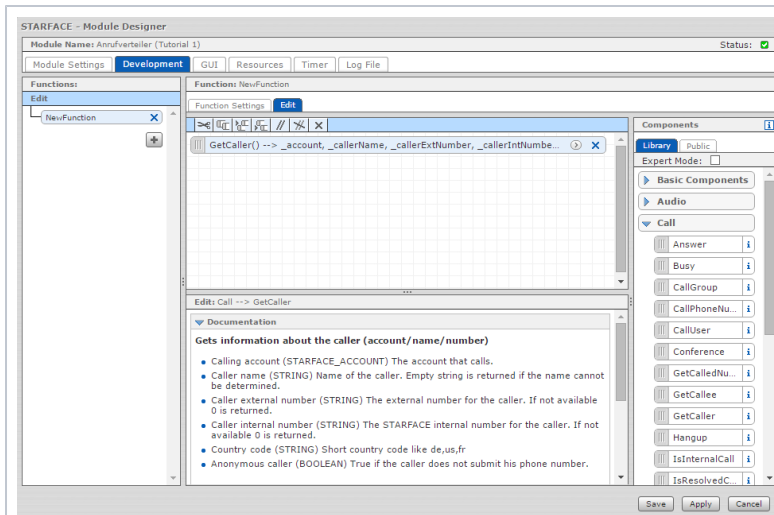 STARFACE - Module Designer
Module Name: Anrufverteiler (Tutorial 1)
Status:
Module Settings
Development
GUI
Resources
Timer
Log File
Functions:
Edit
NewFunction
Function: NewFunction
Function Settings
Edit
GetCaller() --> _account, _callerName, _callerExtNumber, _callerIntNumbe...
Edit: Call --> GetCaller
Documentation
Gets information about the caller (account/name/number)
Calling account (STARFACE_ACCOUNT) The account that calls.
Caller name (STRING) Name of the caller. Empty string is returned if the name cannot
be determined.
Caller external number (STRING) The external number for the caller. If not available
0 is returned.
Caller internal number (STRING) The STARFACE internal number for the caller. If not
available 0 is returned.
Country code (STRING) Short country code like de,us,fr
Anonymous caller (BOOLEAN) True if the caller does not submit his phone number.
Components
Library
Public
Expert Mode:
Basic Components
Audio
Call
Answer
Busy
CallGroup
CallPhoneNu...
CallUser
Conference
GetCalledNu...
GetCallee
GetCaller
Hangup
IsInternalCall
IsResolvedC...
Save
Apply
Cancel